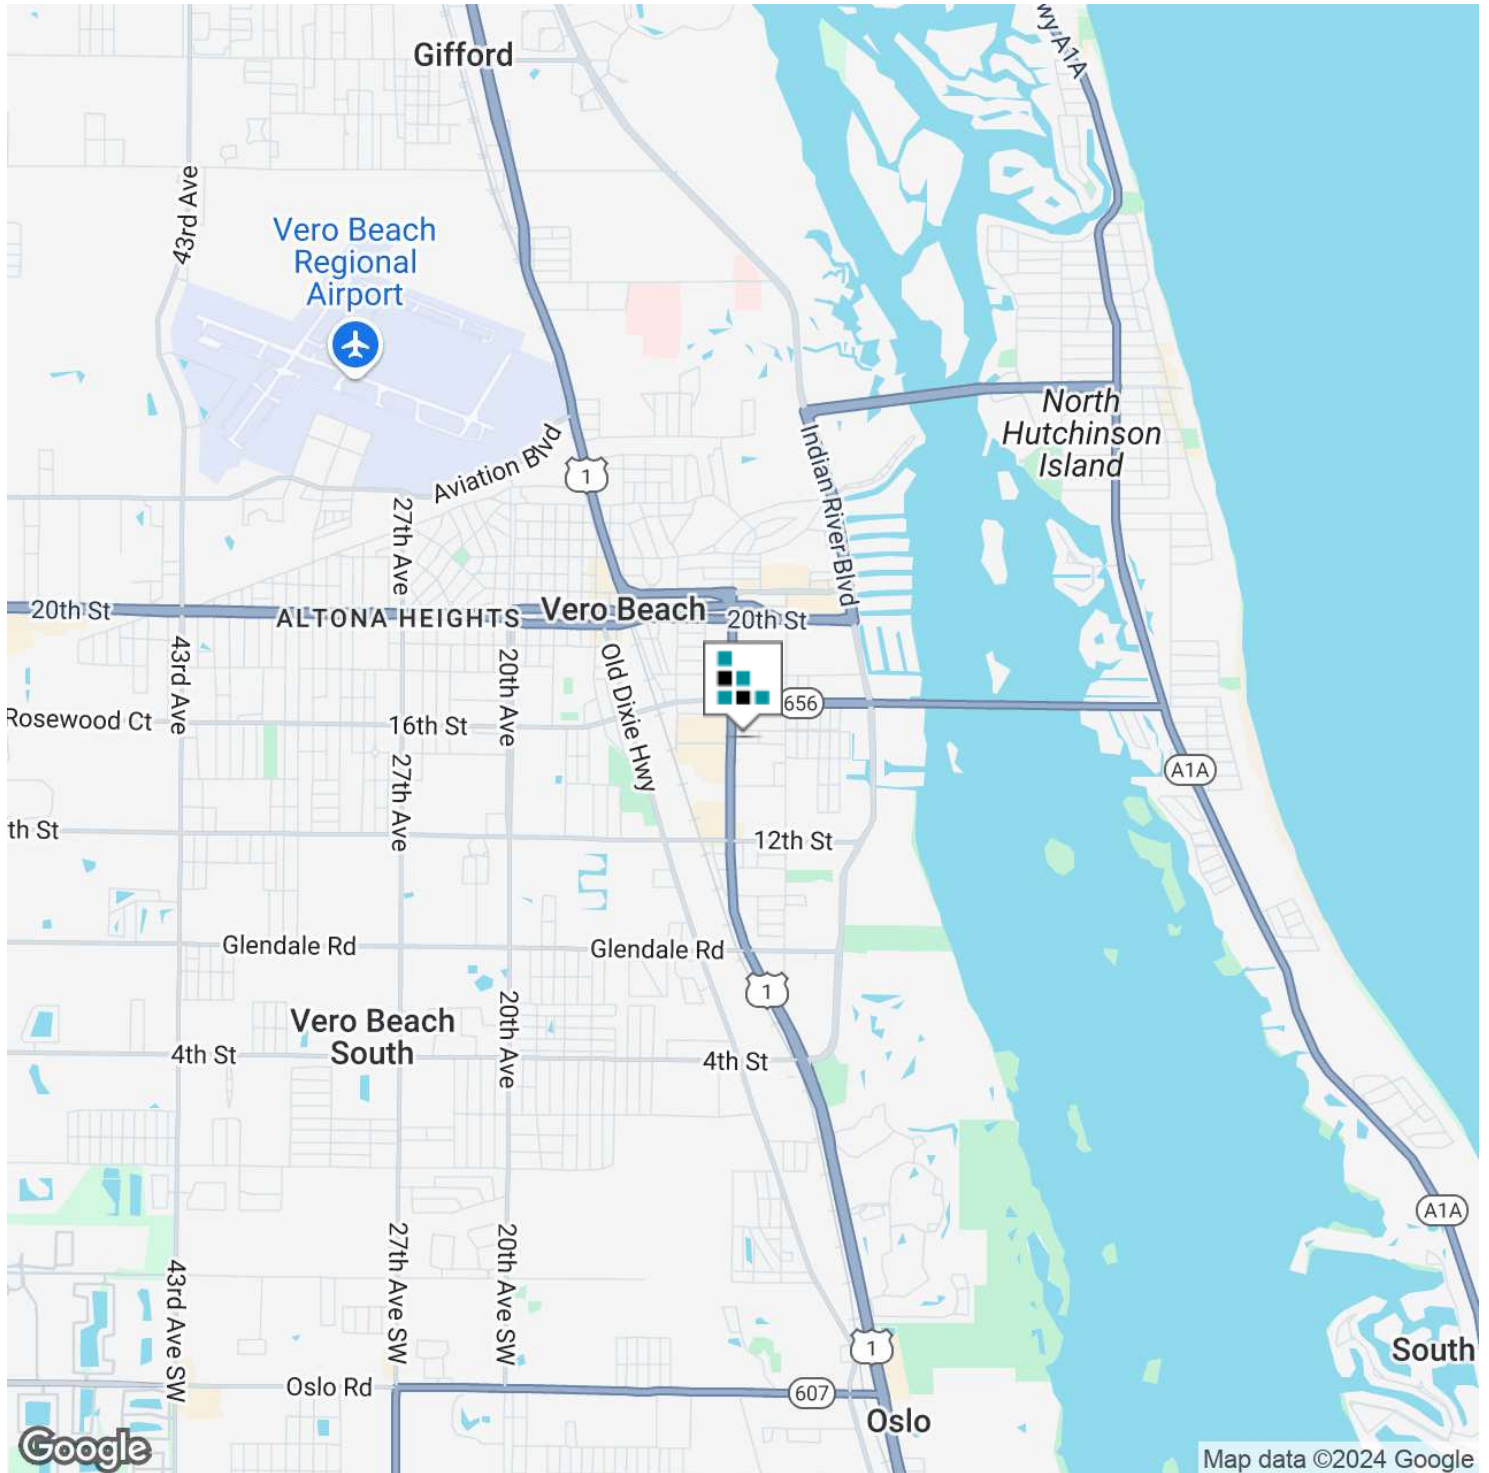 Gifford
wy A1A
43rd Ave
Vero Beach
Regional
Airport
North
Hutchinson
Island
Aviation Blvd
1
Indian River Blvd
27th Ave
20th St
ALTONA HEIGHTS
Vero Beach
20th St
43rd Ave
20th Ave
Old Dixie Hwy
656
Rosewood Ct
16th St
27th Ave
A1A
th St
12th St
Glendale Rd
Glendale Rd
1
Vero Beach
South
20th Ave
4th St
4th St
A1A
43rd Ave SW
27th Ave SW
20th Ave SW
1
South
Oslo Rd
607
Oslo
Google
Map data ©2024 Google